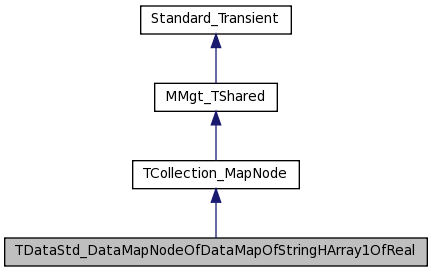 Standard_Transient
MMgt_TShared
TCollection_MapNode
TDataStd_DataMapNodeOfDataMapOfStringHArray1OfReal